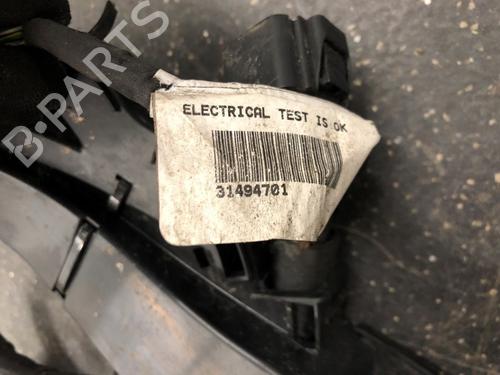 B-PARTS
ELECTRICAL TEST IS OK
31494701